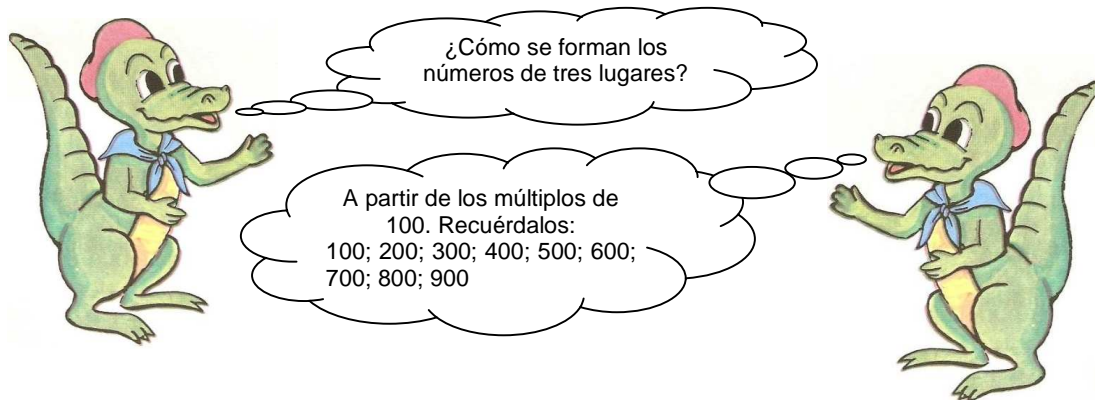 ¿Cómo se forman los
números de tres lugares?
A partir de los múltiplos de
100. Recuérdalos:
100; 200; 300; 400; 500; 600;
700; 800; 900